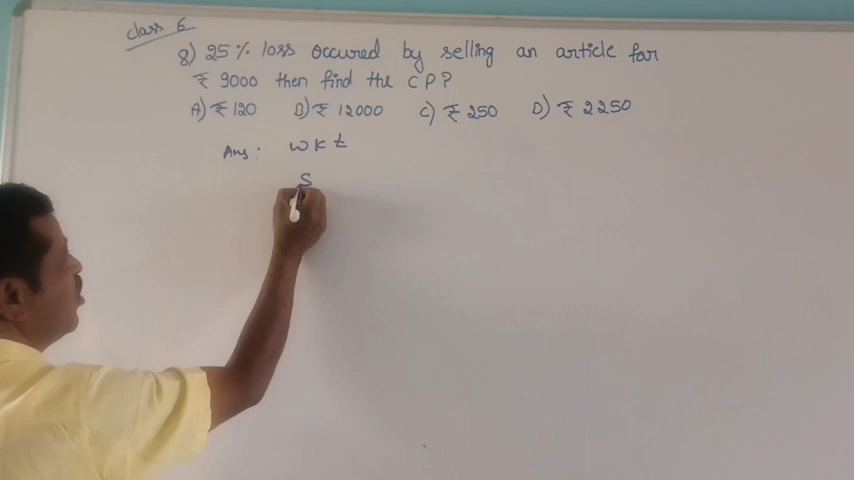 class 6
8) 25% loss occured by selling an article for
₹ 9000 then find the CP?
A) ₹ 120 B) ₹ 12000 C) ₹ 250 D) ₹ 2250
Ans: W K t
S